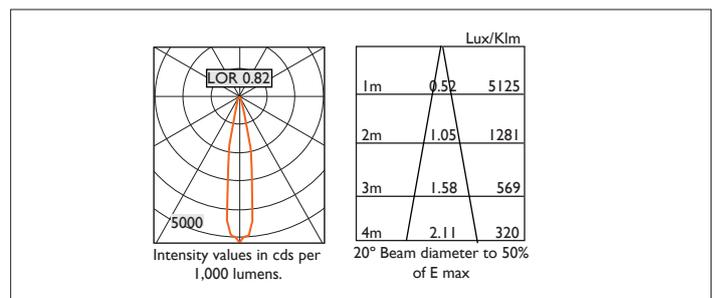 LOR 0.82
5000
Intensity values in cds per
1,000 lumens.
Lux/Klm
1m 0.52 5125
2m 1.05 1281
3m 1.58 569
4m 2.11 320
20° Beam diameter to 50%
of E max